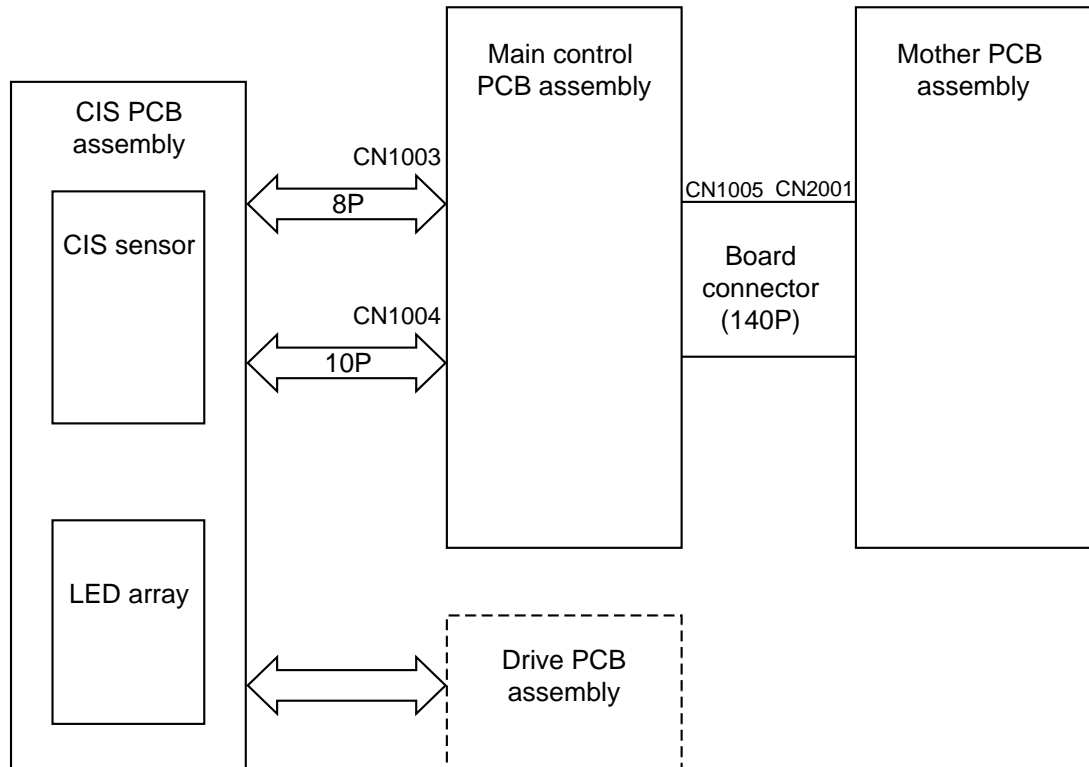 CIS PCB
assembly
CIS sensor
LED array
CN1003
8P
CN1004
10P
Main control
PCB assembly
CN1005 CN2001
Board
connector
(140P)
Mother PCB
assembly
Drive PCB
assembly